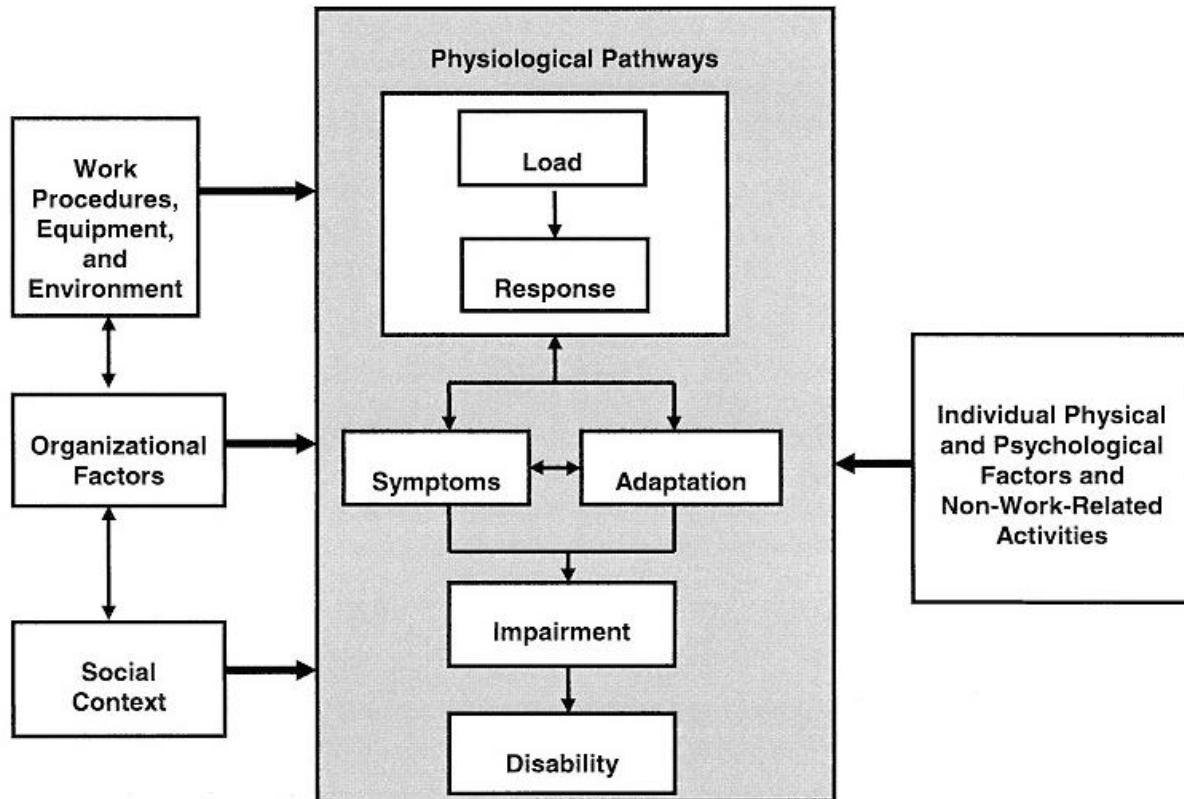 Physiological Pathways
Work
Procedures,
Equipment,
and
Environment
Load
Response
Organizational
Factors
Symptoms
Adaptation
Individual Physical
and Psychological
Factors and
Non-Work-Related
Activities
Impairment
Social
Context
Disability